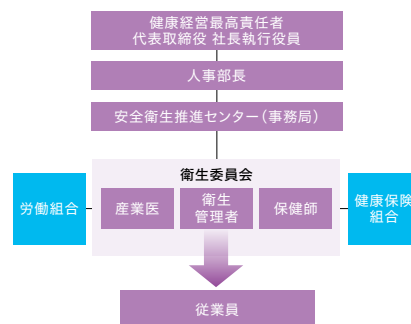 健康経営最高責任者
代表取締役 社長執行役員
人事部長
安全衛生推進センター(事務局)
衛生委員会
労働組合
産業医
衛生
管理者
保健師
健康保険
組合
従業員